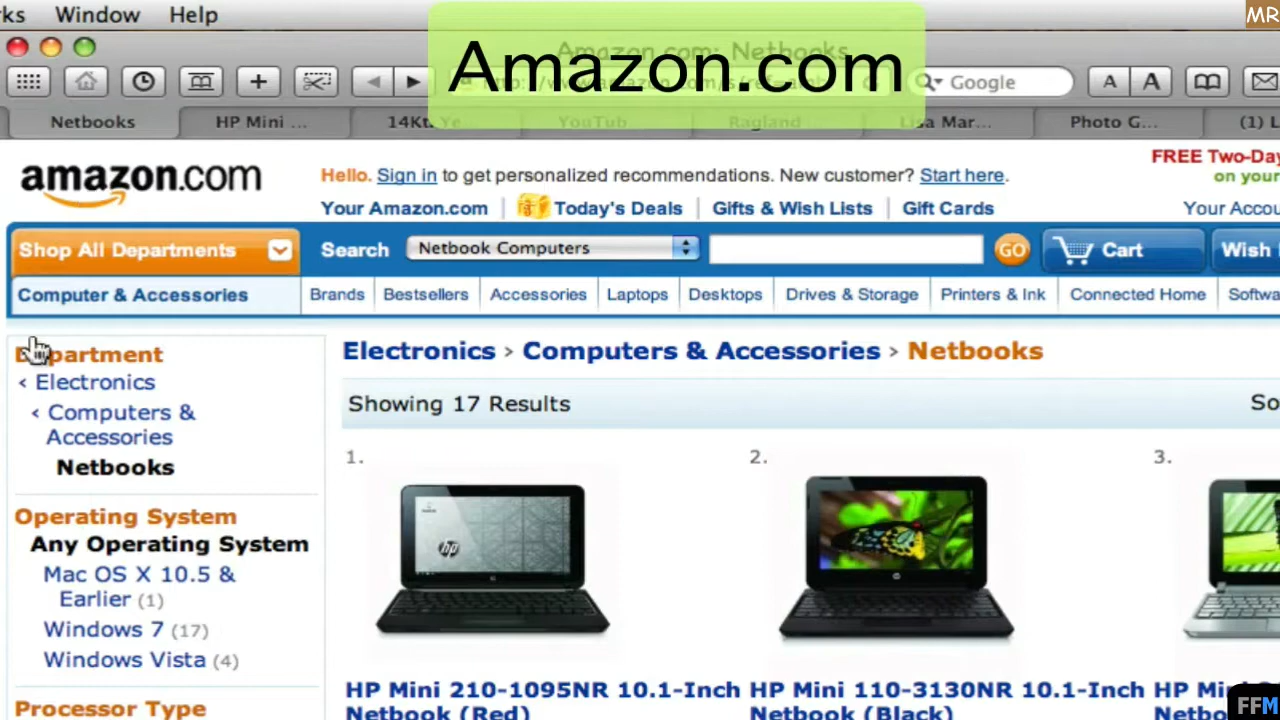 ks Window Help
MR
Amazon.com: Netbooks
Amazon.com
Google
A A
Netbooks
HP Mini ...
14Kt. Ye...
YouTub
Ragland
Lisa Mar...
Photo G...
(1) L
amazon.com
Hello. Sign in to get personalized recommendations. New customer? Start here.
FREE Two-Day
on your
Your Amazon.com
Today's Deals
Gifts & Wish Lists
Gift Cards
Your Accou
Shop All Departments
Search
Netbook Computers
GO
Cart
Wish
Computer & Accessories
Brands
Bestsellers
Accessories
Laptops
Desktops
Drives & Storage
Printers & Ink
Connected Home
Softwa
Department
‹ Electronics
‹ Computers &
Accessories
Netbooks
Operating System
Any Operating System
Mac OS X 10.5 &
Earlier (1)
Windows 7 (17)
Windows Vista (4)
Processor Type
Electronics › Computers & Accessories › Netbooks
Showing 17 Results
So
1.
2.
3.
hp
HP Mini 210-1095NR 10.1-Inch
Netbook (Red)
HP Mini 110-3130NR 10.1-Inch
Netbook (Black)
HP Mi
Netbo
FFM